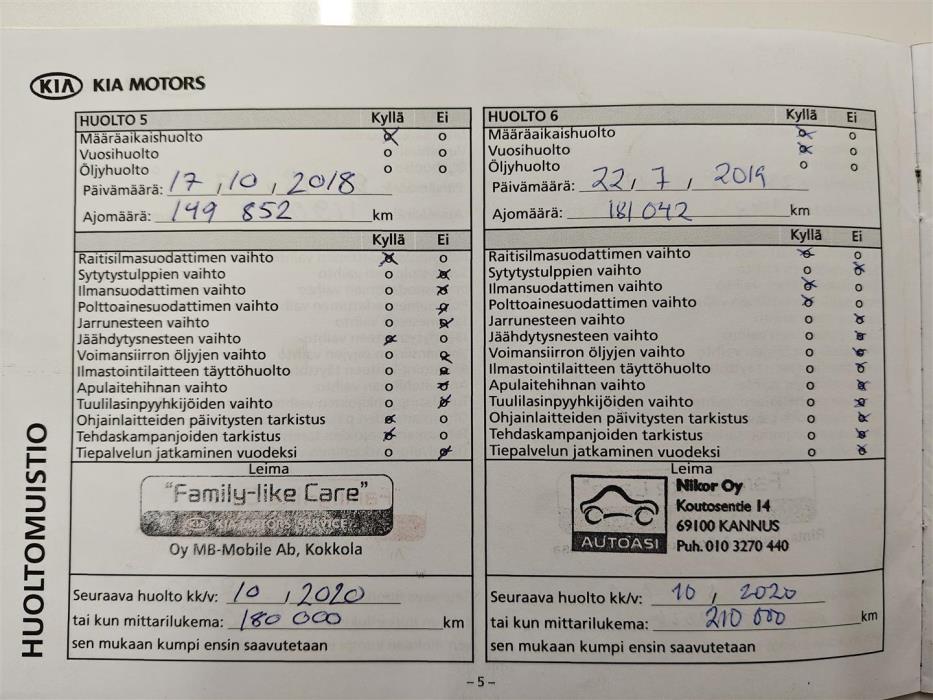 KIA KIA MOTORS
HUOLTO 5 Kyllä Ei
Määräaikaishuolto
Vuosihuolto
Öljyhuolto
Päivämäärä: 17, 10, 2018
Ajomäärä: 149 852 km
Kyllä Ei
Raitisilmasuodattimen vaihto
Sytytystulppien vaihto
Ilmansuodattimen vaihto
Polttoainesuodattimen vaihto
Jarrunesteen vaihto
Jäähdytysnesteen vaihto
Voimansiirron öljyjen vaihto
Ilmastointilaitteen täyttöhuolto
Apulaitehihnan vaihto
Tuulilasinpyyhkijöiden vaihto
Ohjainlaitteiden päivitysten tarkistus
Tehdaskampanjoiden tarkistus
Tiepalvelun jatkaminen vuodeksi
Leima
"Family-like Care"
KIA KIA MOTORS SERVICE
Oy MB-Mobile Ab, Kokkola
Seuraava huolto kk/v: 10, 2020
tai kun mittarilukema: 180 000 km
sen mukaan kumpi ensin saavutetaan
HUOLTO 6 Kyllä Ei
Määräaikaishuolto
Vuosihuolto
Öljyhuolto
Päivämäärä: 22, 7, 2019
Ajomäärä: 181 042 km
Kyllä Ei
Raitisilmasuodattimen vaihto
Sytytystulppien vaihto
Ilmansuodattimen vaihto
Polttoainesuodattimen vaihto
Jarrunesteen vaihto
Jäähdytysnesteen vaihto
Voimansiirron öljyjen vaihto
Ilmastointilaitteen täyttöhuolto
Apulaitehihnan vaihto
Tuulilasinpyyhkijöiden vaihto
Ohjainlaitteiden päivitysten tarkistus
Tehdaskampanjoiden tarkistus
Tiepalvelun jatkaminen vuodeksi
Leima
AUTOASI
Nikor Oy
Koutosentie 14
69100 KANNUS
Puh. 010 3270 440
Seuraava huolto kk/v: 10, 2020
tai kun mittarilukema: 210 000 km
sen mukaan kumpi ensin saavutetaan
HUOLTOMUISTIO
- 5 -